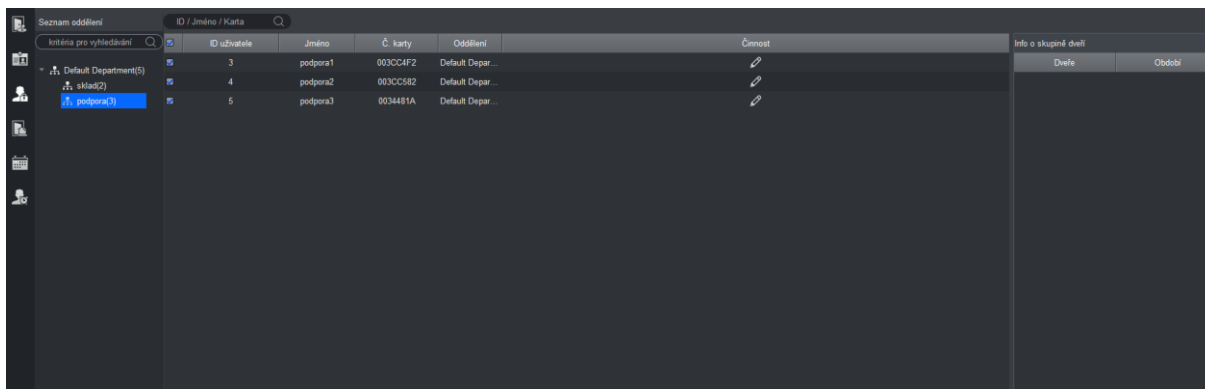 Seznam oddělení
ID / Jméno / Karta
kritéria pro vyhledávání
ID uživatele Jméno Č. karty Oddělení Činnost
Info o skupině dveří
Dveře Období
Default Department(5)
sklad(2)
podpora(3)
3 podpora1 003CC4F2 Default Depar...
4 podpora2 003CC582 Default Depar...
5 podpora3 0034481A Default Depar...